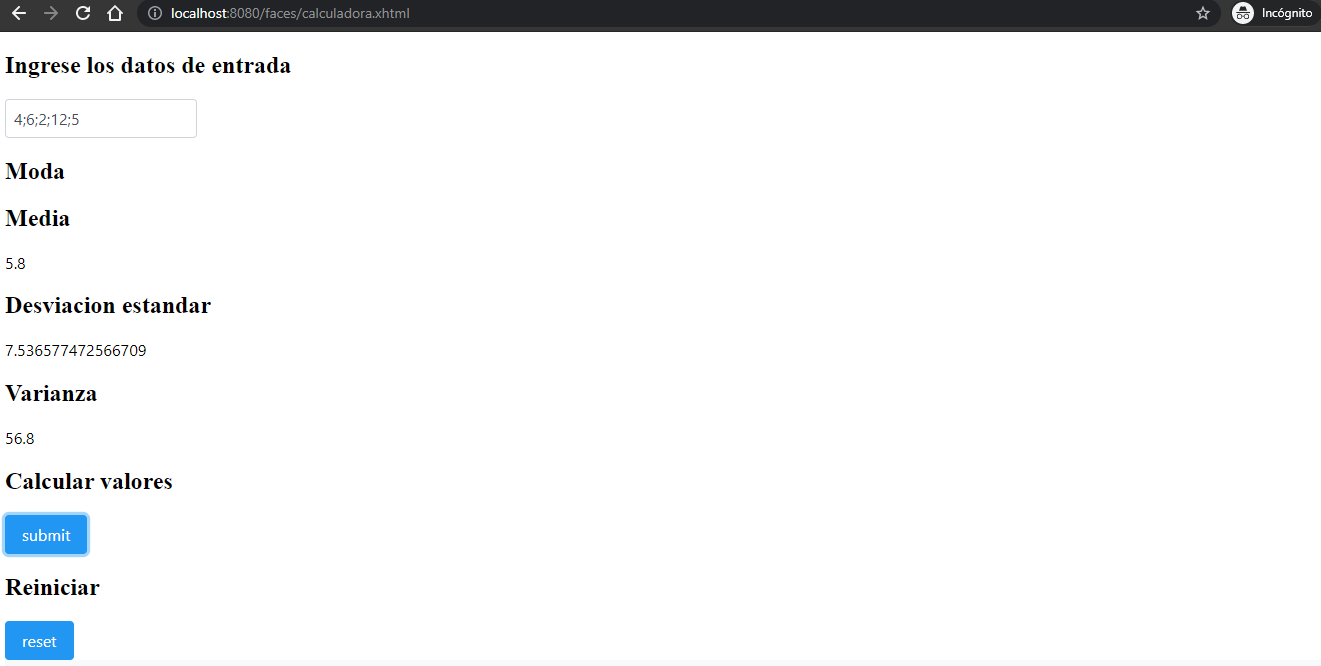 localhost:8080/faces/calculadora.xhtml
Incógnito
Ingrese los datos de entrada
4;6;2;12;5
Moda
Media
5.8
Desviacion estandar
7.536577472566709
Varianza
56.8
Calcular valores
submit
Reiniciar
reset